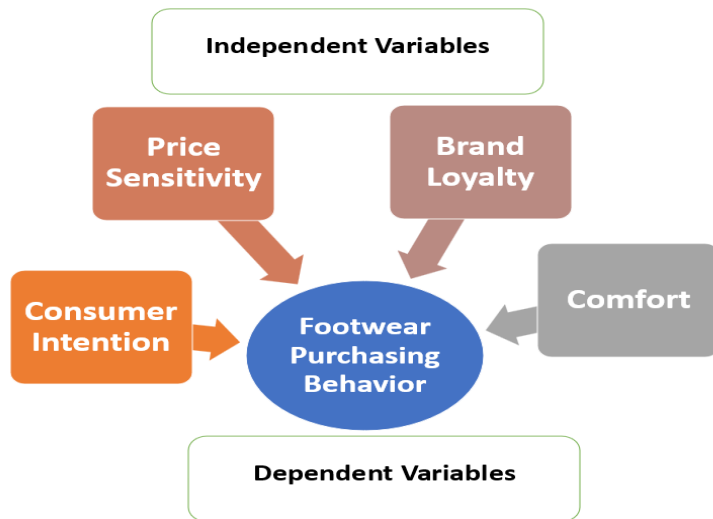 Independent Variables
Price
Sensitivity
Brand
Loyalty
Consumer
Intention
Comfort
Footwear
Purchasing
Behavior
Dependent Variables